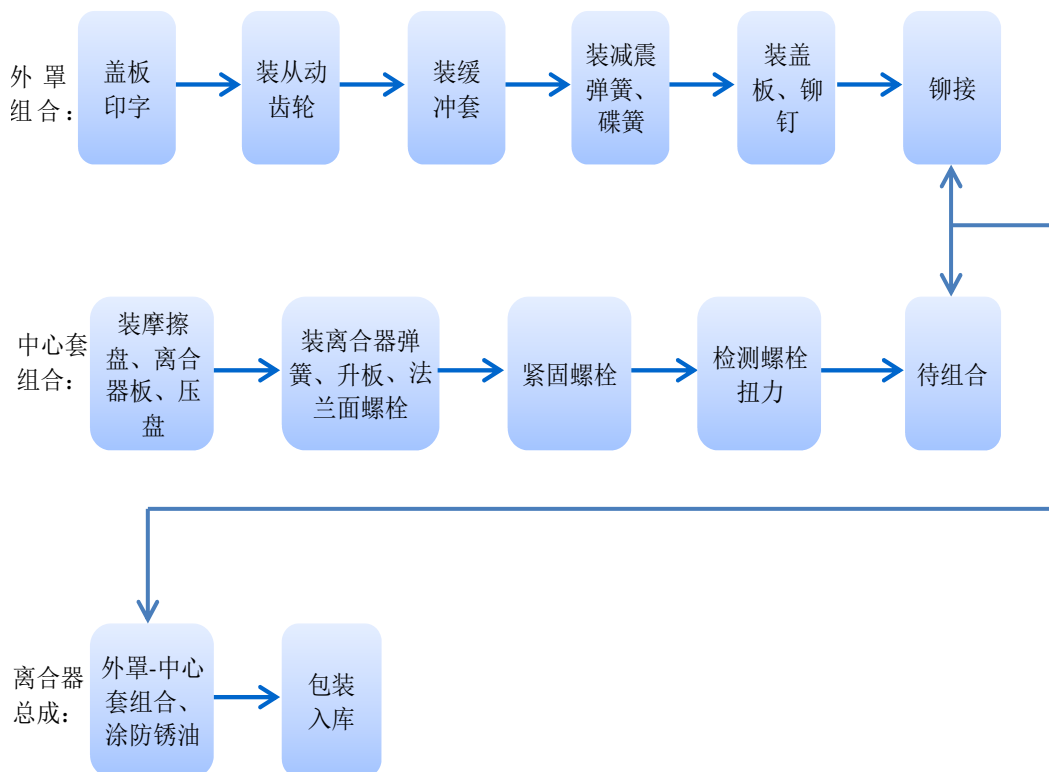 外罩
组合：
盖板
印字
装从动
齿轮
装缓
冲套
装减震
弹簧、
碟簧
装盖
板、铆
钉
铆接
中心套
组合：
装摩擦
盘、离合
器板、压
盘
装离合器弹
簧、升板、法
兰面螺栓
紧固螺栓
检测螺栓
扭力
待组合
离合器
总成：
外罩-中心
套组合、
涂防锈油
包装
入库